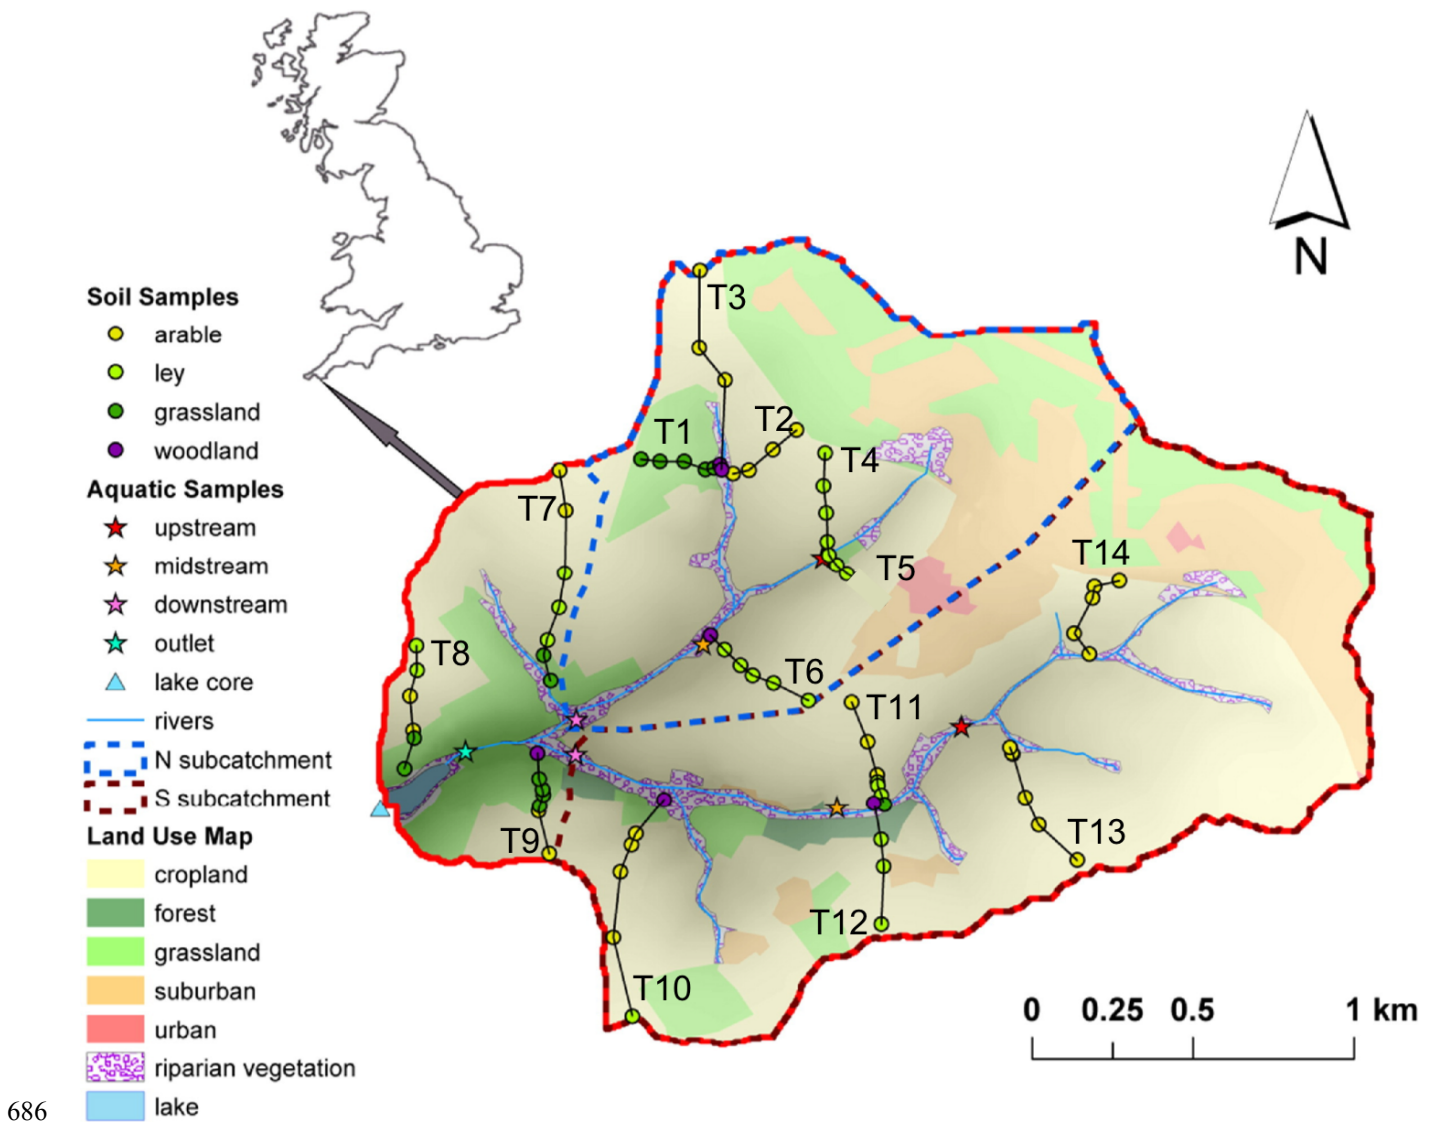 Soil Samples
arable
ley
grassland
woodland
Aquatic Samples
upstream
midstream
downstream
outlet
lake core
rivers
N subcatchment
S subcatchment
Land Use Map
cropland
forest
grassland
suburban
urban
riparian vegetation
lake
N
T3
T1
T2
T4
T7
T5
T14
T8
T6
T11
T9
T13
T12
T10
0 0.25 0.5 1 km
686